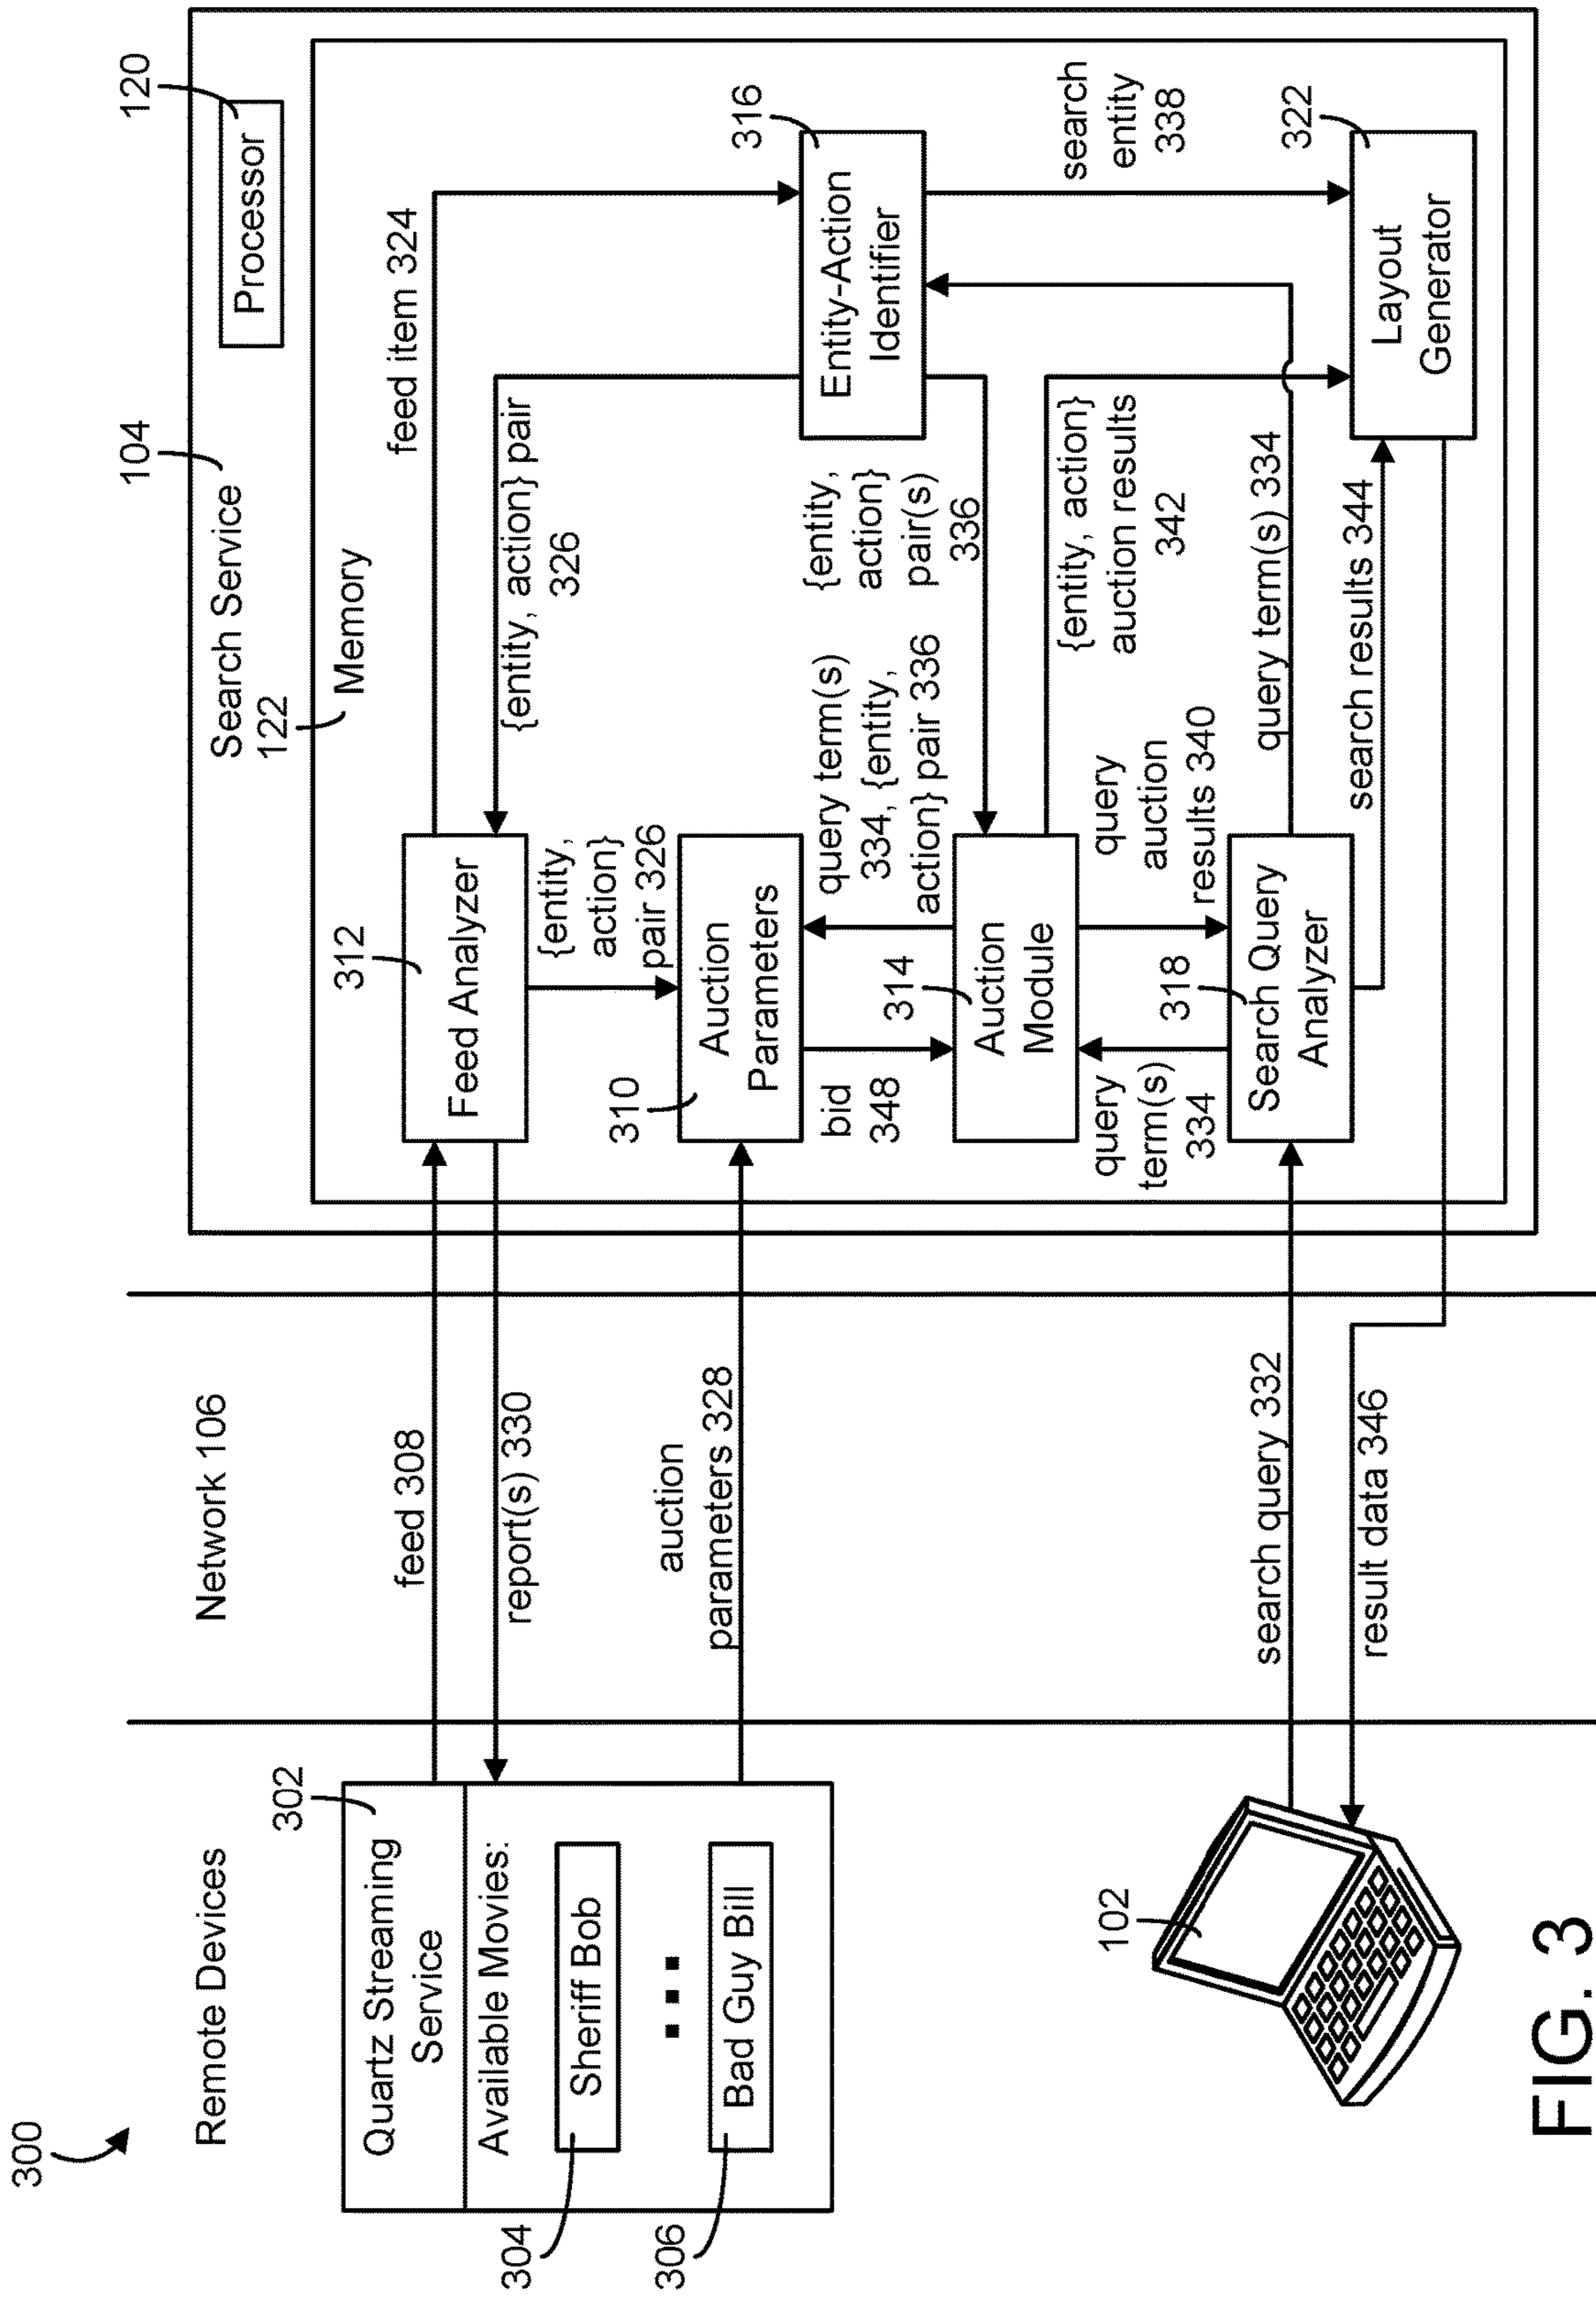 300
Remote Devices
Network 106
Search Service
104
120
Processor
122
Memory
302
Quartz Streaming
Service
Available Movies:
304
Sheriff Bob
306
Bad Guy Bill
feed 308
report(s) 330
auction
parameters 328
312
Feed Analyzer
feed item 324
{entity, action} pair
326
{entity,
action}
pair 326
310
Auction
Parameters
bid
348
query term(s)
334, {entity,
action} pair 336
{entity,
action}
pair(s)
336
316
Entity-Action
Identifier
search
entity
338
314
Auction
Module
{entity, action}
auction results
342
query
term(s)
334
318
query
auction
results 340
Search Query
Analyzer
query term(s) 334
search results 344
322
Layout
Generator
102
search query 332
result data 346
FIG. 3